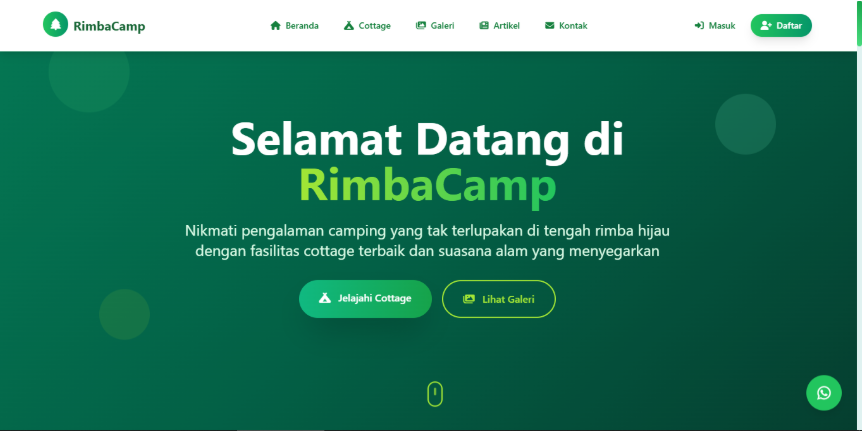 RimbaCamp
Beranda
Cottage
Galeri
Artikel
Kontak
Masuk
Daftar
Selamat Datang di
RimbaCamp
Nikmati pengalaman camping yang tak terlupakan di tengah rimba hijau
dengan fasilitas cottage terbaik dan suasana alam yang menyegarkan
Jelajahi Cottage
Lihat Galeri